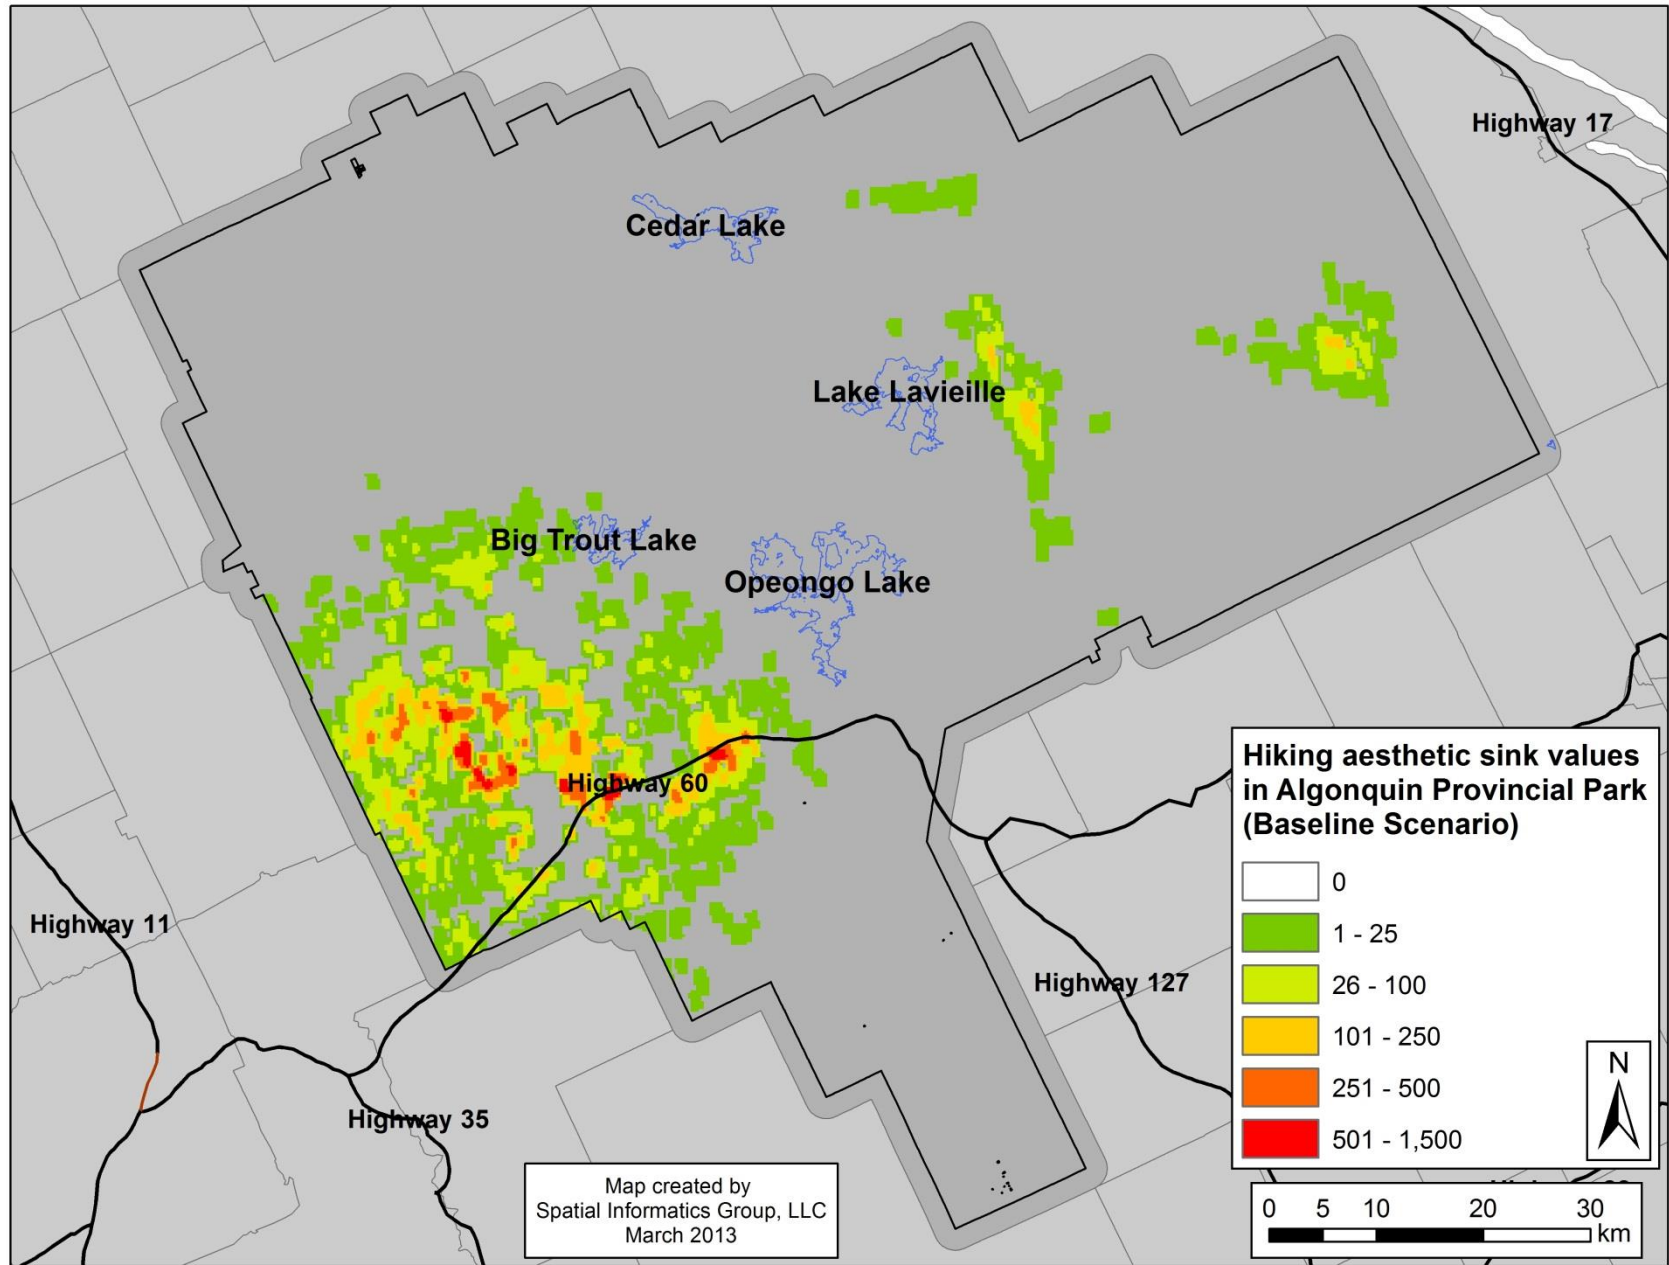 Highway 17
Cedar Lake
Lake Lavieille
Big Trout Lake
Opeongo Lake
Highway 60
Highway 11
Highway 127
Highway 35
Hiking aesthetic sink values
in Algonquin Provincial Park
(Baseline Scenario)
0
1 - 25
26 - 100
101 - 250
251 - 500
501 - 1,500
N
Map created by
Spatial Informatics Group, LLC
March 2013
0 5 10 20 30
km